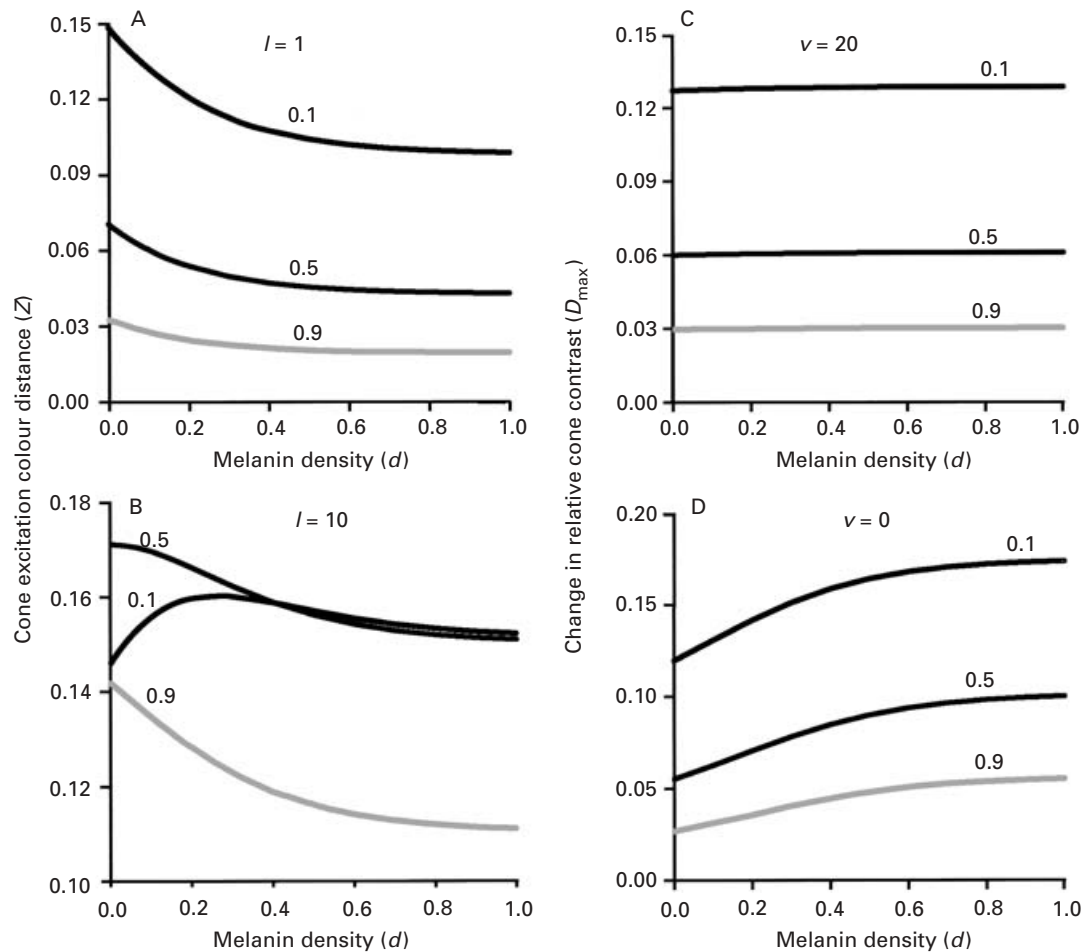 A
l = 1
0.15
0.12
0.09
0.06
0.03
0.00
0.1
0.5
0.9
0.0 0.2 0.4 0.6 0.8 1.0
Melanin density (d)
Cone excitation colour distance (Z)
B
l = 10
0.18
0.16
0.14
0.12
0.10
0.5
0.1
0.9
0.0 0.2 0.4 0.6 0.8 1.0
Melanin density (d)
C
v = 20
0.15
0.12
0.09
0.06
0.03
0.00
0.1
0.5
0.9
0.0 0.2 0.4 0.6 0.8 1.0
Melanin density (d)
Change in relative cone contrast (Dmax)
D
v = 0
0.20
0.15
0.10
0.05
0.00
0.1
0.5
0.9
0.0 0.2 0.4 0.6 0.8 1.0
Melanin density (d)